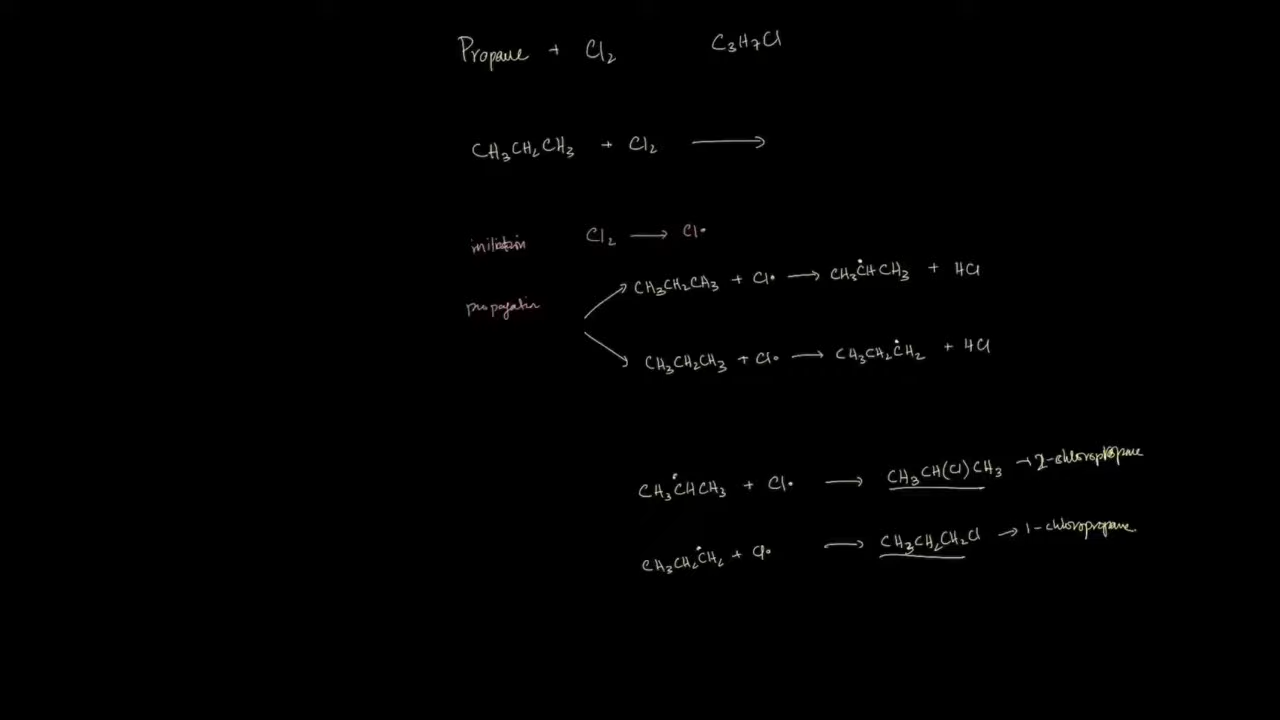 Propane + Cl₂ C₃H₇Cl
CH₃CH₂CH₃ + Cl₂ ⟶
initiation Cl₂ ⟶ Cl•
CH₃CH₂CH₃ + Cl• ⟶ CH₃ĊHCH₃ + HCl
propagation
CH₃CH₂CH₃ + Cl• ⟶ CH₃CH₂ĊH₂ + HCl
CH₃ĊHCH₃ + Cl• ⟶ CH₃CH(Cl)CH₃ → 2-chloropropane
CH₃CH₂ĊH₂ + Cl• ⟶ CH₃CH₂CH₂Cl → 1-chloropropane